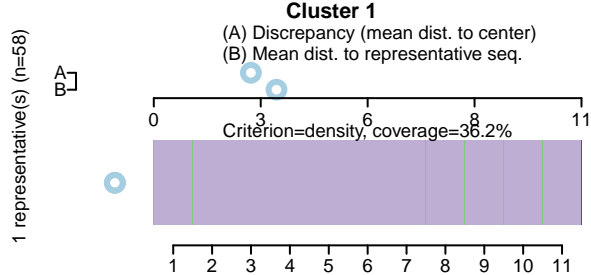 Cluster 1
(A) Discrepancy (mean dist. to center)
(B) Mean dist. to representative seq.
A
B
0 3 6 8 11
Criterion=density, coverage=36.2%
1 representative(s) (n=58)
1 2 3 4 5 6 7 8 9 10 11